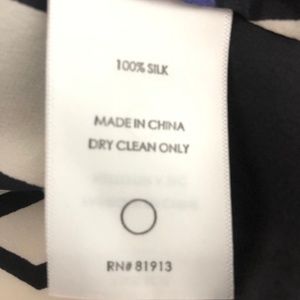 100% SILK
MADE IN CHINA
DRY CLEAN ONLY
RN# 81913